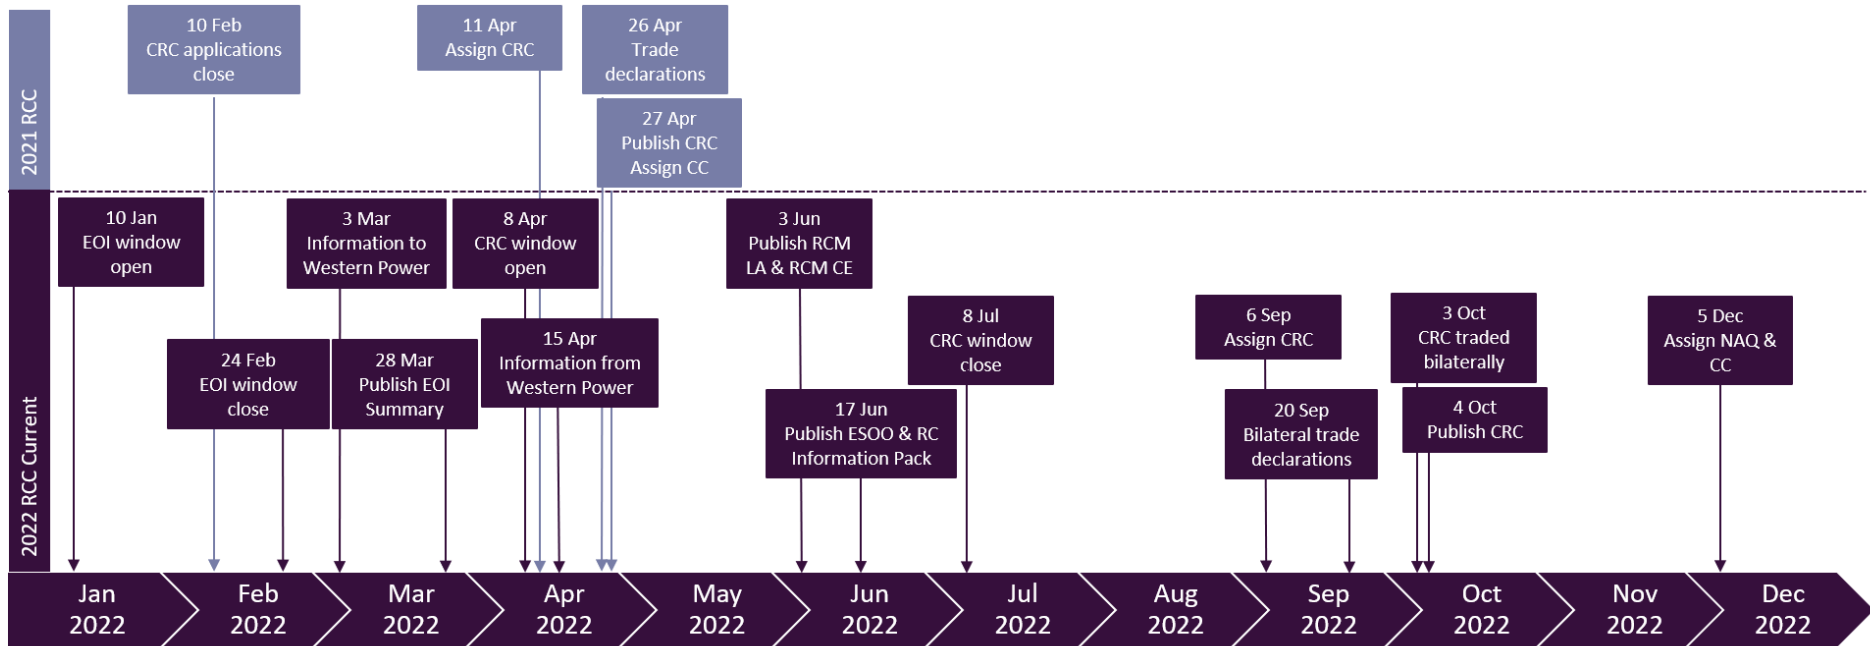 2021 RCC
10 Feb
CRC applications
close
11 Apr
Assign CRC
26 Apr
Trade
declarations
27 Apr
Publish CRC
Assign CC
2022 RCC Current
10 Jan
EOI window
open
24 Feb
EOI window
close
3 Mar
Information to
Western Power
28 Mar
Publish EOI
Summary
8 Apr
CRC window
open
15 Apr
Information from
Western Power
3 Jun
Publish RCM
LA & RCM CE
17 Jun
Publish ESOO & RC
Information Pack
8 Jul
CRC window
close
6 Sep
Assign CRC
20 Sep
Bilateral trade
declarations
3 Oct
CRC traded
bilaterally
4 Oct
Publish CRC
5 Dec
Assign NAQ &
CC
Jan
2022
Feb
2022
Mar
2022
Apr
2022
May
2022
Jun
2022
Jul
2022
Aug
2022
Sep
2022
Oct
2022
Nov
2022
Dec
2022